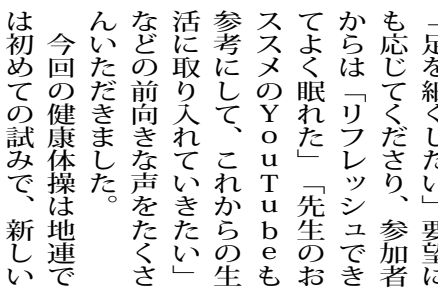 「足を細くしたい」要望に
も応じてくださり、参加者
からは「リフレッシュでき
てよく眠れた」「先生のお
ススメのＹｏｕＴｕｂｅも
参考にして、これからの生
活に取り入れていきたい」
などの前向きな声をたくさ
んいただきました。
　今回の健康体操は地連で
は初めての試みで、新しい